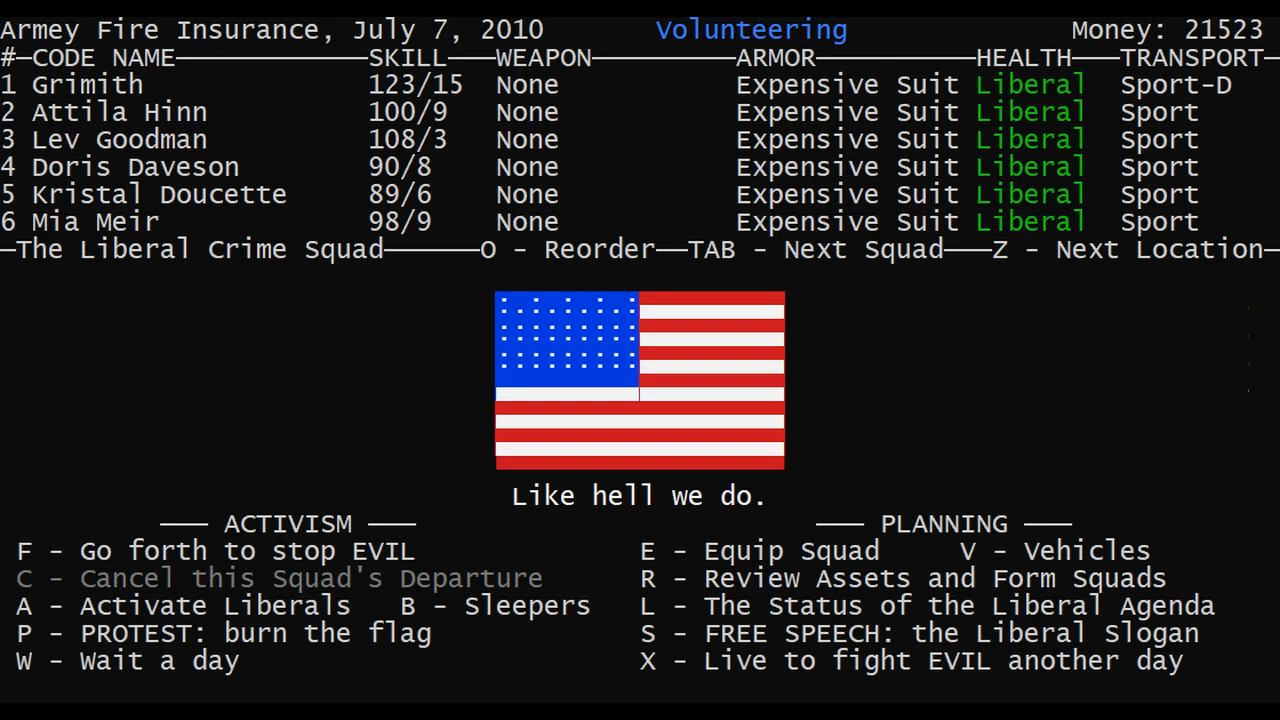 Armey Fire Insurance, July 7, 2010 Volunteering Money: 21523
#—CODE NAME————————————SKILL———WEAPON—————————ARMOR——————————HEALTH———TRANSPORT—
1 Grimith 123/15 None Expensive Suit Liberal Sport-D
2 Attila Hinn 100/9 None Expensive Suit Liberal Sport
3 Lev Goodman 108/3 None Expensive Suit Liberal Sport
4 Doris Daveson 90/8 None Expensive Suit Liberal Sport
5 Kristal Doucette 89/6 None Expensive Suit Liberal Sport
6 Mia Meir 98/9 None Expensive Suit Liberal Sport
—The Liberal Crime Squad——————O - Reorder——TAB - Next Squad———Z - Next Location—
Like hell we do.
——— ACTIVISM ——— ——— PLANNING ———
F - Go forth to stop EVIL E - Equip Squad V - Vehicles
C - Cancel this Squad's Departure R - Review Assets and Form Squads
A - Activate Liberals B - Sleepers L - The Status of the Liberal Agenda
P - PROTEST: burn the flag S - FREE SPEECH: the Liberal Slogan
W - Wait a day X - Live to fight EVIL another day